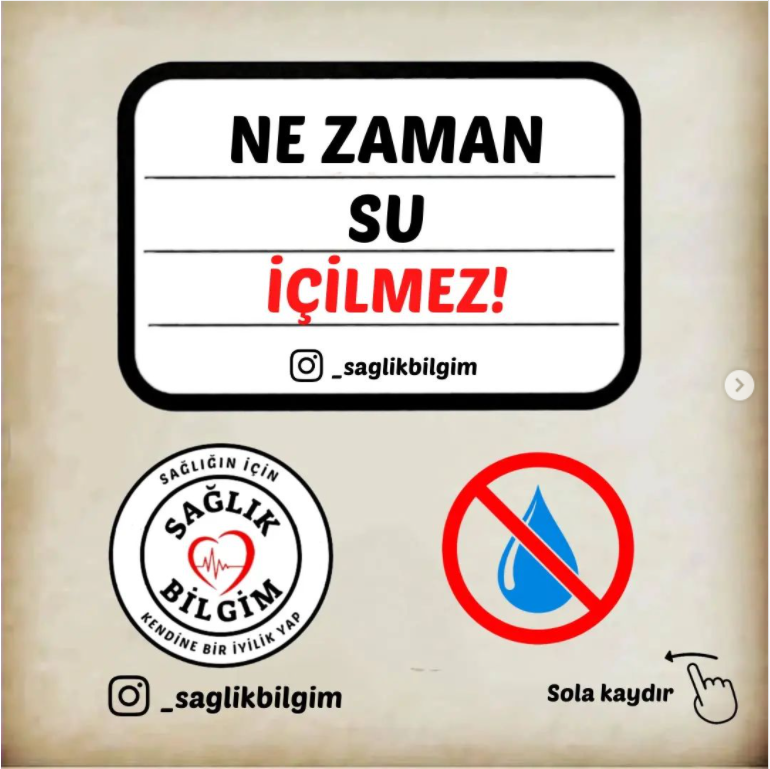 NE ZAMAN
SU
İÇİLMEZ!
_saglikbilgim
SAĞLIĞIN İÇİN
SAĞLIK
BİLGİM
KENDİNE BİR İYİLİK YAP
_saglikbilgim
Sola kaydır